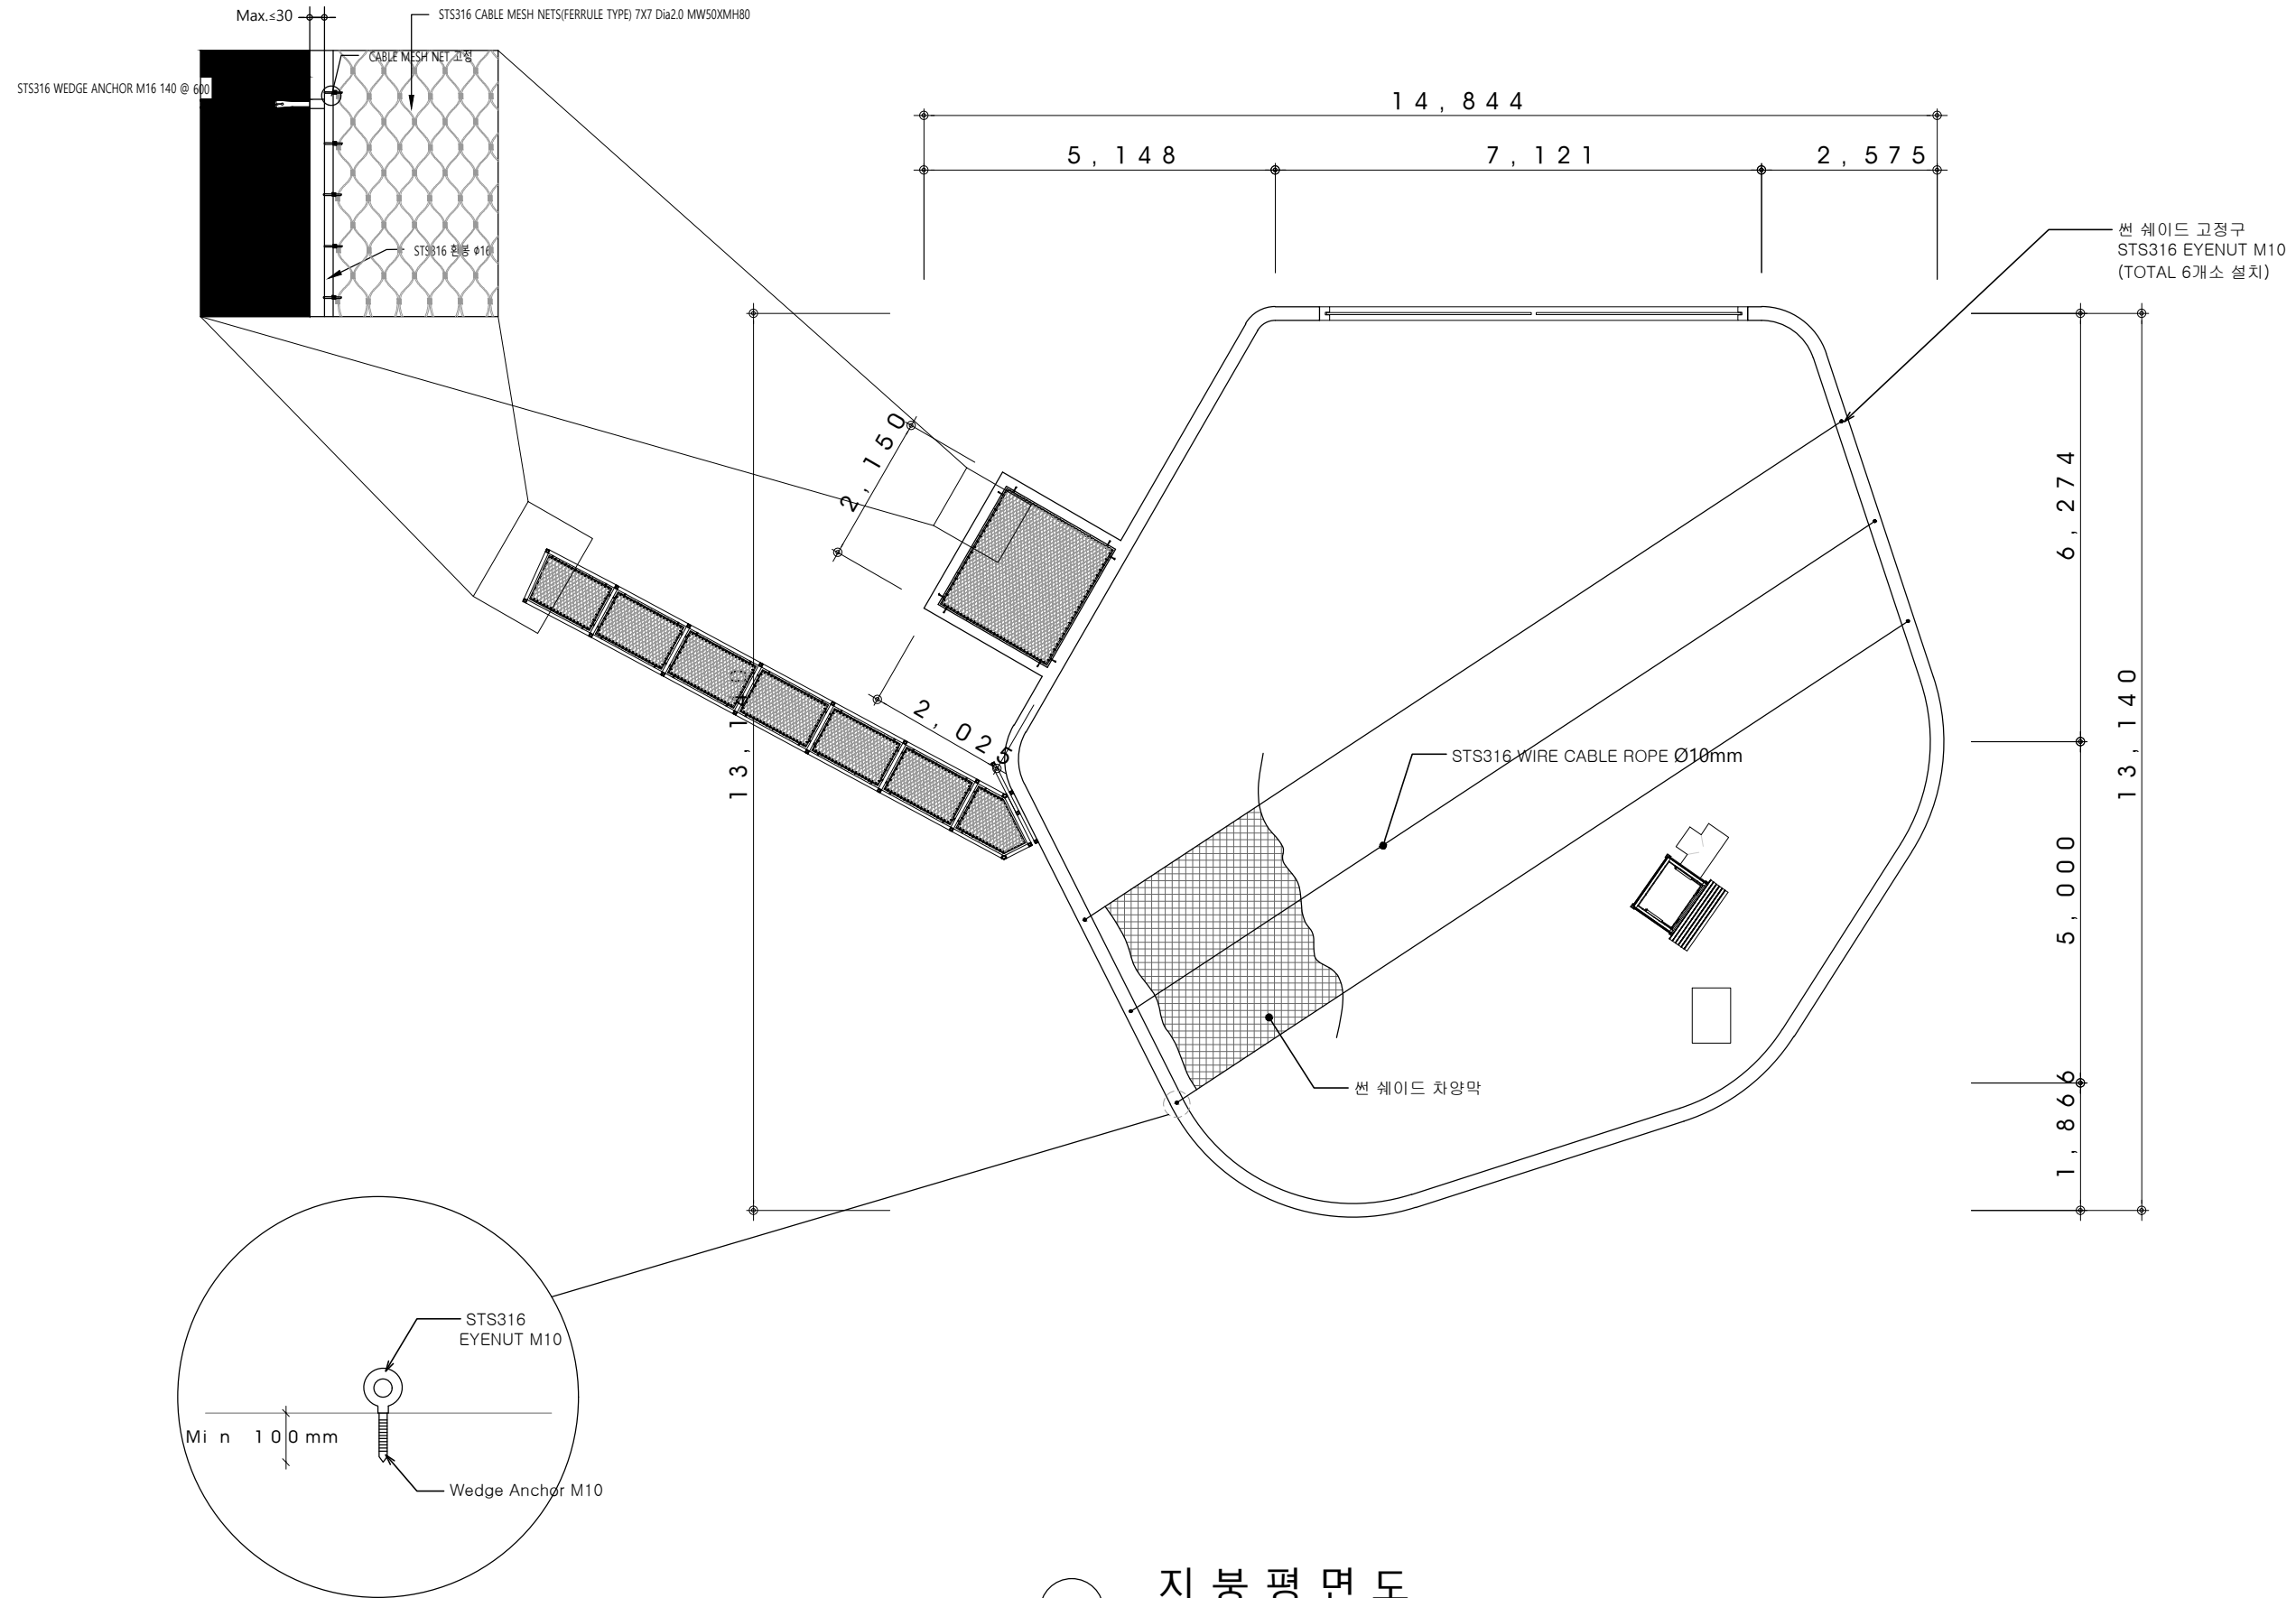 Max.≤30
STS316 CABLE MESH NETS(FERRULE TYPE) 7X7 Dia2.0 MW50XMH80
CABLE MESH NET 고정
STS316 WEDGE ANCHOR M16 140 @ 600
STS316 환봉 Φ16
14,844
5,148
7,121
2,575
썬 쉐이드 고정구
STS316 EYENUT M10
(TOTAL 6개소 설치)
2,150
2,025
13,140
6,274
5,000
1,866
13,140
STS316 WIRE CABLE ROPE Ø10mm
썬 쉐이드 차양막
STS316
EYENUT M10
Min 100mm
Wedge Anchor M10
지붕평면도